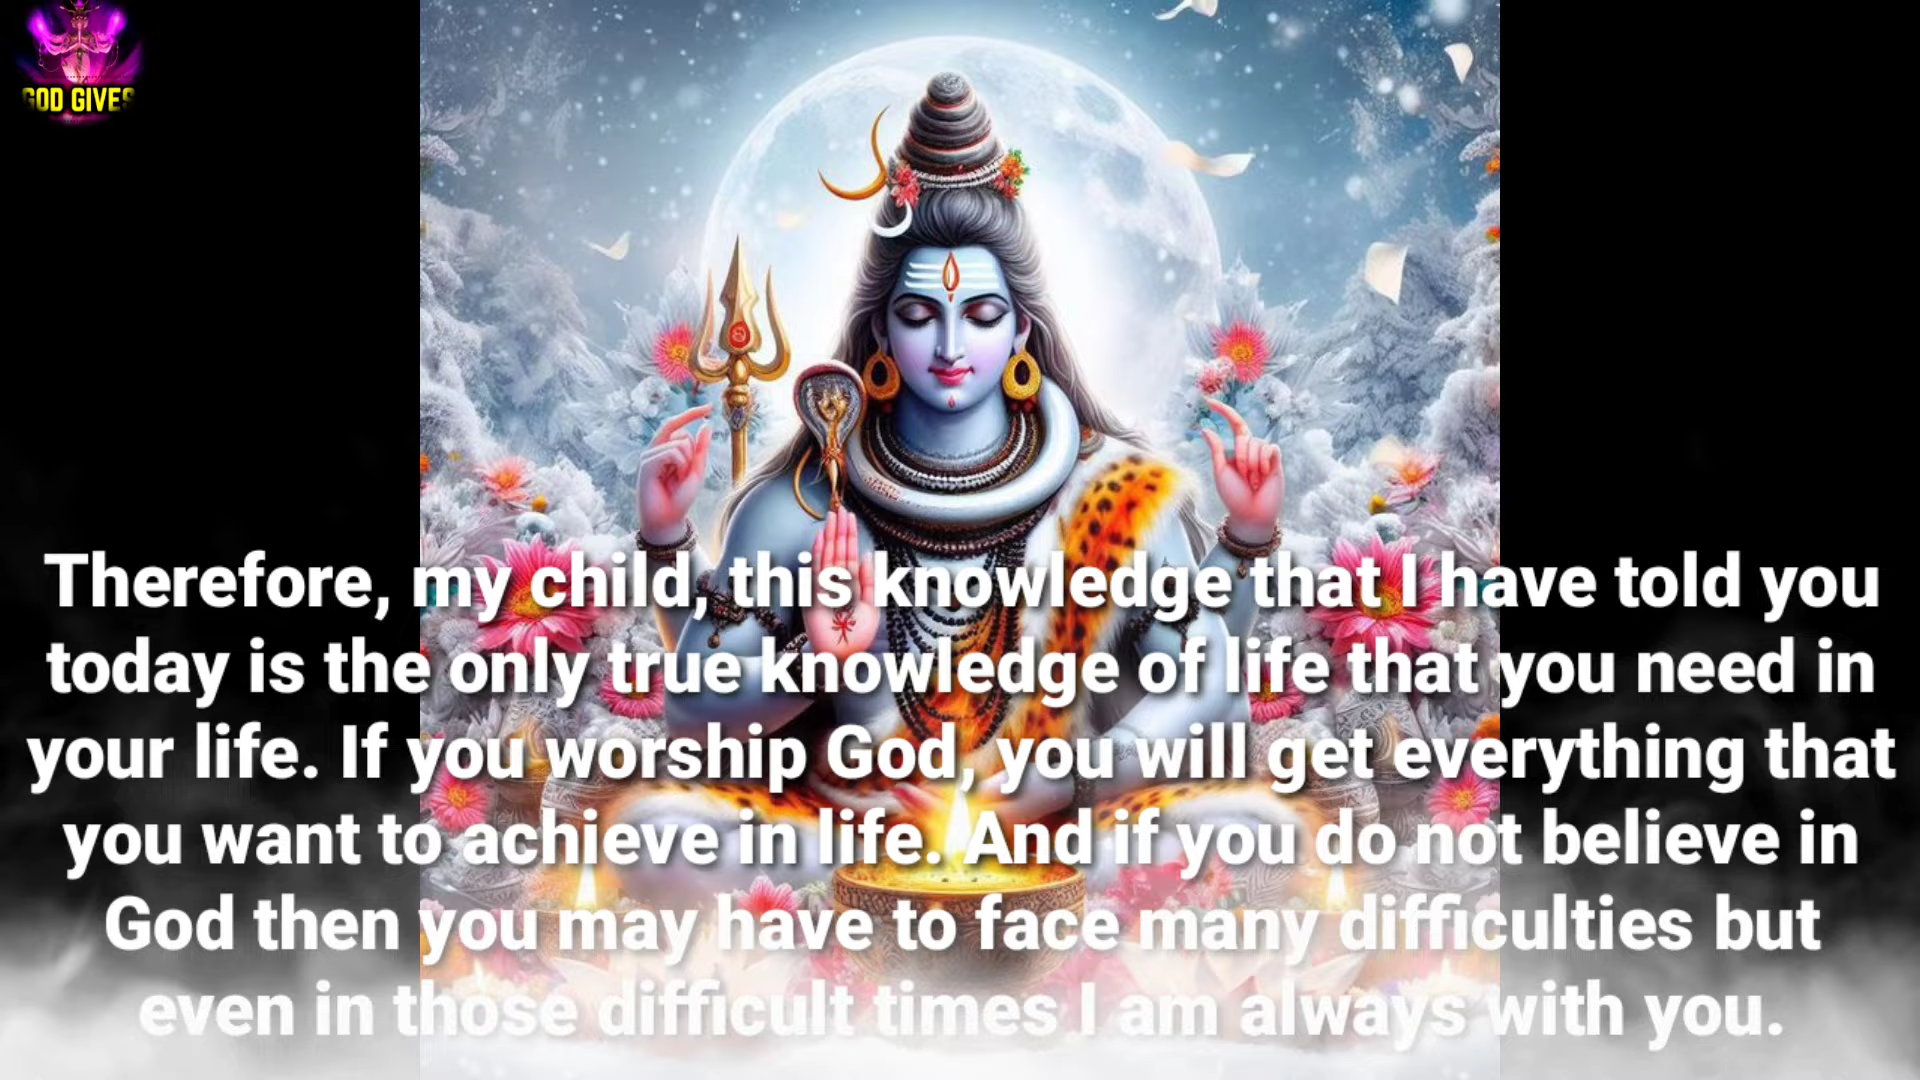 GOD GIVES
Therefore, my child, this knowledge that I have told you
today is the only true knowledge of life that you need in
your life. If you worship God, you will get everything that
you want to achieve in life. And if you do not believe in
God then you may have to face many difficulties but
even in those difficult times I am always with you.